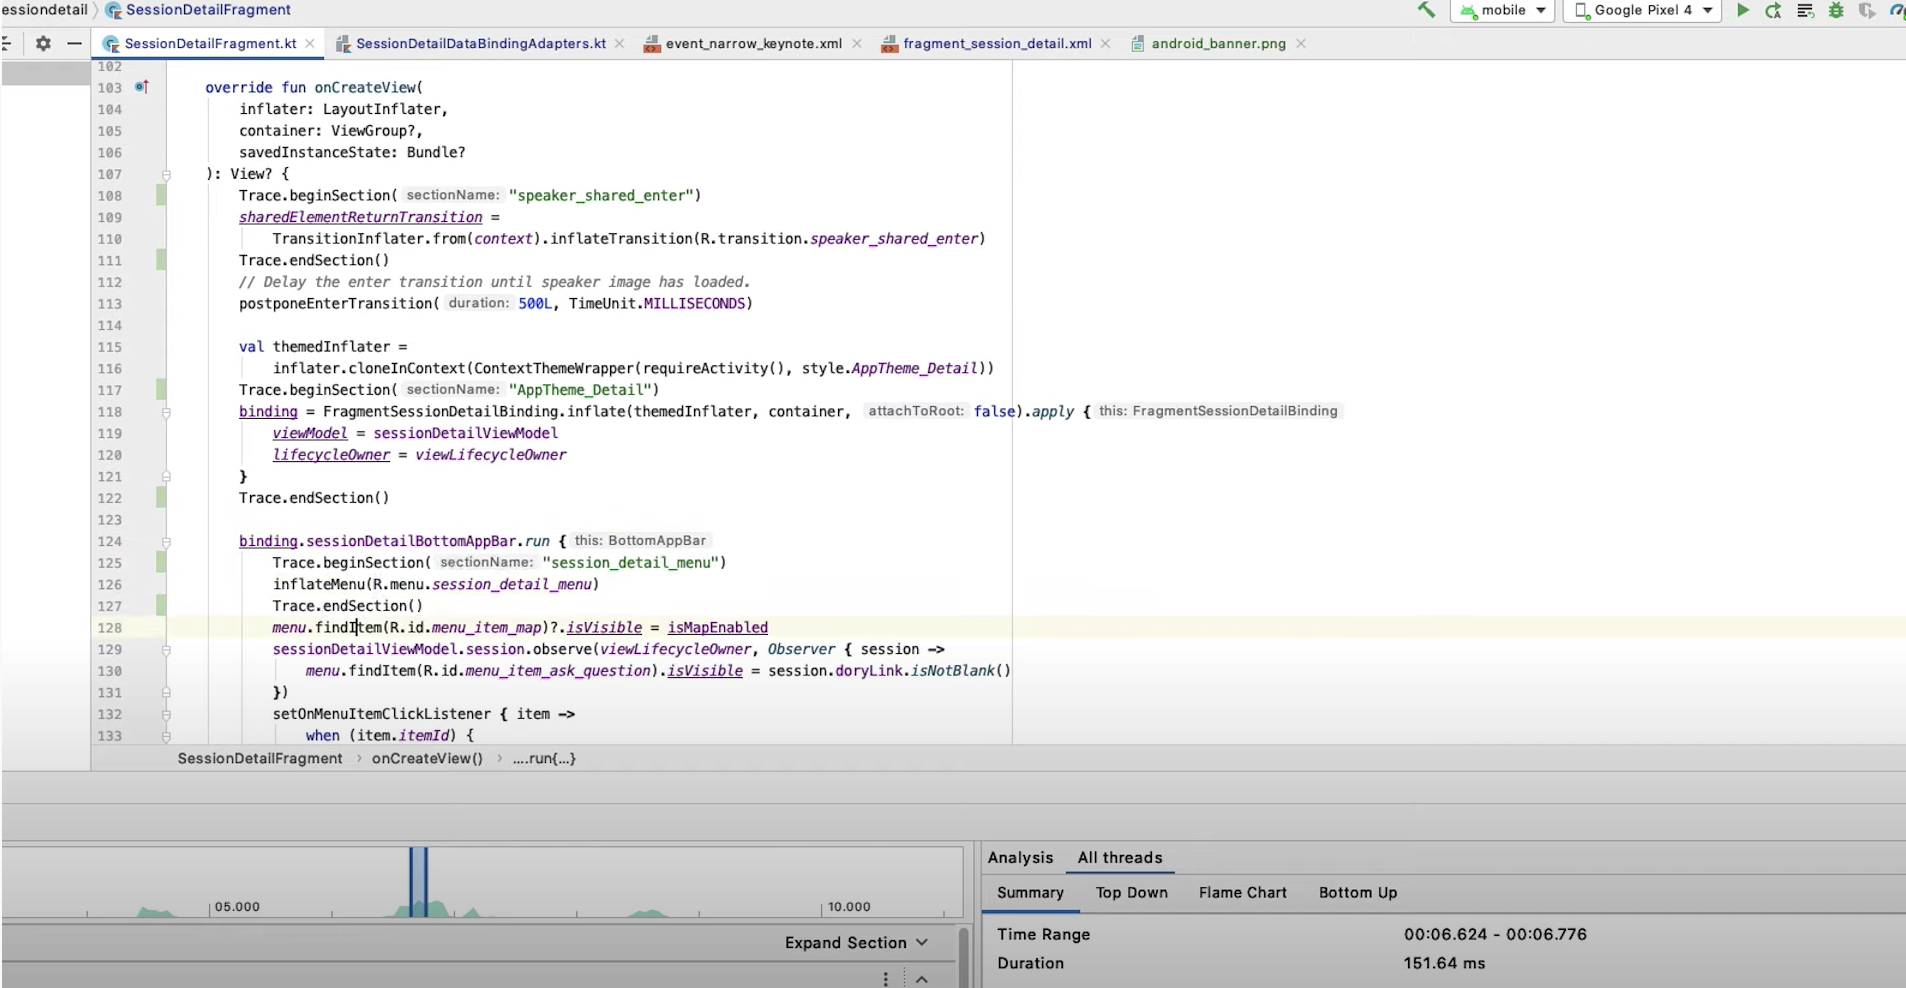 essiondetail SessionDetailFragment mobile Google Pixel 4
SessionDetailFragment.kt SessionDetailDataBindingAdapters.kt event_narrow_keynote.xml fragment_session_detail.xml android_banner.png
102
103 override fun onCreateView(
104 inflater: LayoutInflater,
105 container: ViewGroup?,
106 savedInstanceState: Bundle?
107 ): View? {
108 Trace.beginSection( sectionName: "speaker_shared_enter")
109 sharedElementReturnTransition =
110 TransitionInflater.from(context).inflateTransition(R.transition.speaker_shared_enter)
111 Trace.endSection()
112 // Delay the enter transition until speaker image has loaded.
113 postponeEnterTransition( duration: 500L, TimeUnit.MILLISECONDS)
114
115 val themedInflater =
116 inflater.cloneInContext(ContextThemeWrapper(requireActivity(), style.AppTheme_Detail))
117 Trace.beginSection( sectionName: "AppTheme_Detail")
118 binding = FragmentSessionDetailBinding.inflate(themedInflater, container, attachToRoot: false).apply { this: FragmentSessionDetailBinding
119 viewModel = sessionDetailViewModel
120 lifecycleOwner = viewLifecycleOwner
121 }
122 Trace.endSection()
123
124 binding.sessionDetailBottomAppBar.run { this: BottomAppBar
125 Trace.beginSection( sectionName: "session_detail_menu")
126 inflateMenu(R.menu.session_detail_menu)
127 Trace.endSection()
128 menu.findItem(R.id.menu_item_map)?.isVisible = isMapEnabled
129 sessionDetailViewModel.session.observe(viewLifecycleOwner, Observer { session ->
130 menu.findItem(R.id.menu_item_ask_question).isVisible = session.doryLink.isNotBlank()
131 })
132 setOnMenuItemClickListener { item ->
133 when (item.itemId) {
SessionDetailFragment › onCreateView() › ....run{...}
Analysis All threads
Summary Top Down Flame Chart Bottom Up
05.000 10.000
Time Range 00:06.624 - 00:06.776
Expand Section
Duration 151.64 ms